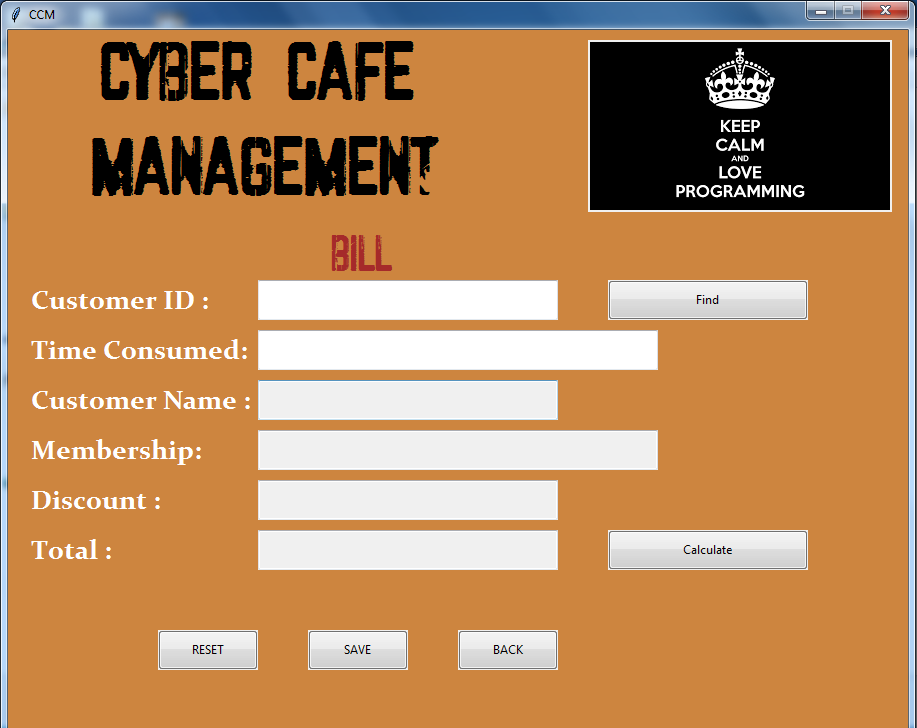 CCM
CYBER CAFE
MANAGEMENT
KEEP
CALM
AND
LOVE
PROGRAMMING
BILL
Customer ID :
Find
Time Consumed:
Customer Name :
Membership:
Discount :
Total :
Calculate
RESET SAVE BACK